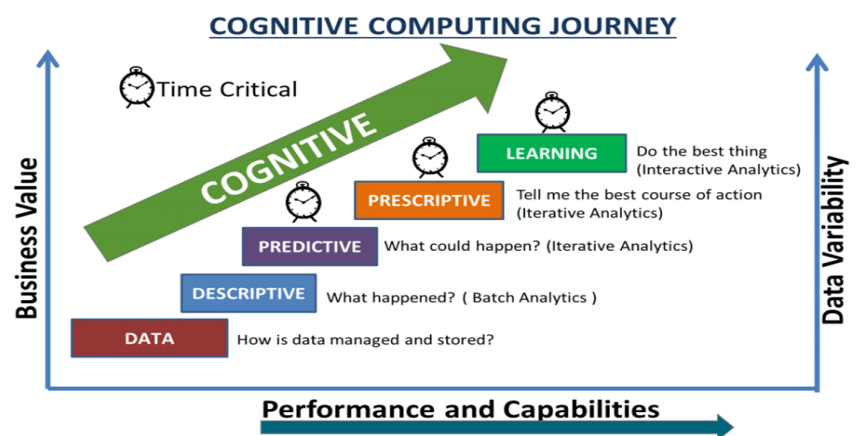 COGNITIVE COMPUTING JOURNEY
Time Critical
COGNITIVE
Business Value
Data Variability
LEARNING
Do the best thing
(Interactive Analytics)
PRESCRIPTIVE
Tell me the best course of action
(Iterative Analytics)
PREDICTIVE
What could happen? (Iterative Analytics)
DESCRIPTIVE
What happened? ( Batch Analytics )
DATA
How is data managed and stored?
Performance and Capabilities